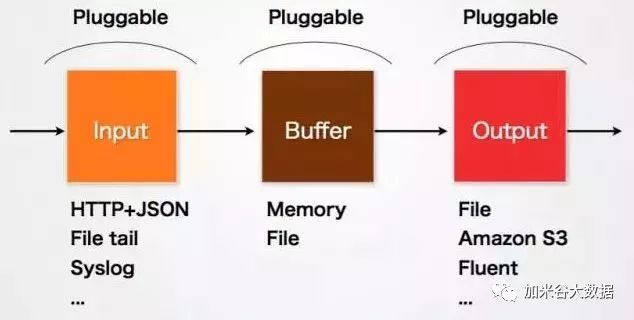 Pluggable
Pluggable
Pluggable
Input
Buffer
Output
HTTP+JSON
File tail
Syslog
...
Memory
File
File
Amazon S3
Fluent
...
加米谷大数据